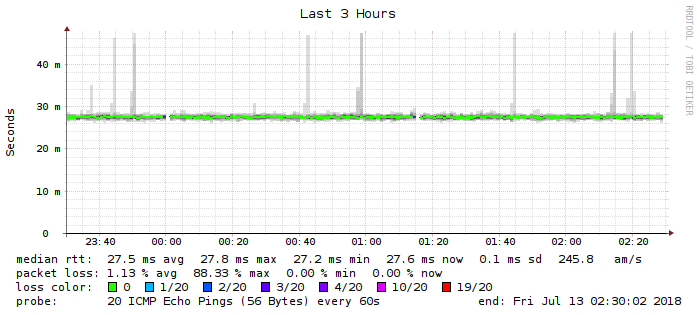 Last 3 Hours
RRDTOOL / TOBI OETIKER
Seconds
40 m
30 m
20 m
10 m
0
23:40 00:00 00:20 00:40 01:00 01:20 01:40 02:00 02:20
median rtt: 27.5 ms avg 27.8 ms max 27.2 ms min 27.6 ms now 0.1 ms sd 245.8 am/s
packet loss: 1.13 % avg 88.33 % max 0.00 % min 0.00 % now
loss color: 0 1/20 2/20 3/20 4/20 10/20 19/20
probe: 20 ICMP Echo Pings (56 Bytes) every 60s end: Fri Jul 13 02:30:02 2018